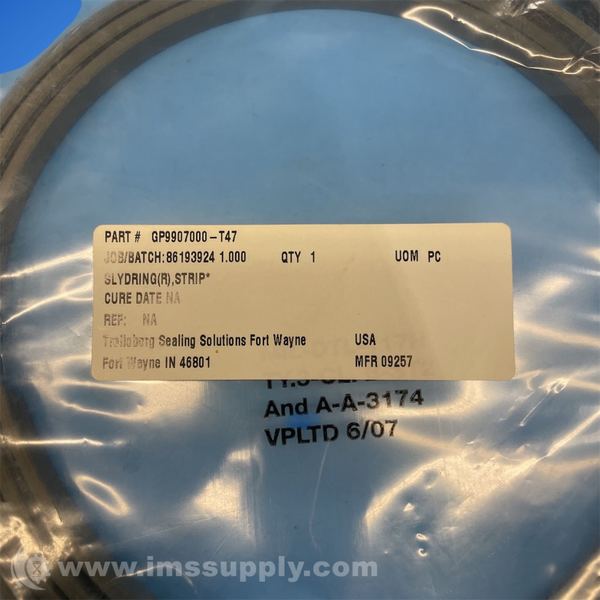 PART # GP9907000-T47
JOB/BATCH:86193924 1.000 QTY 1 UOM PC
SLYDRING(R),STRIP*
CURE DATE NA
REF: NA
Trelleborg Sealing Solutions Fort Wayne USA
Fort Wayne IN 46801 MFR 09257
And A-A-3174
VPLTD 6/07
www.imssupply.com